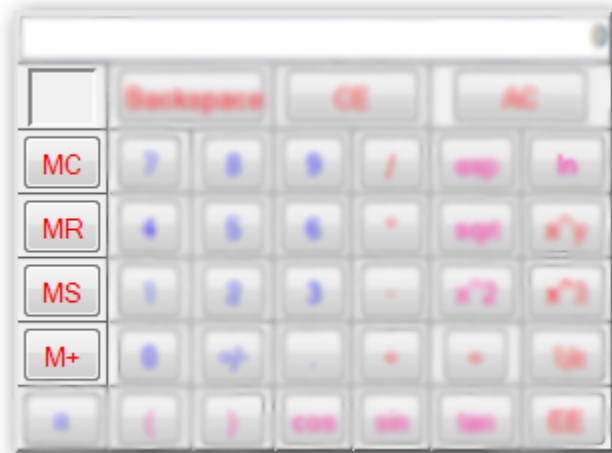 0
Backspace CE AC
MC 7 8 9 / exp ln
MR 4 5 6 * sqrt x^y
MS 1 2 3 - x^2 x^3
M+ 0 +/- . + = 1/x
( ) cos sin tan EE